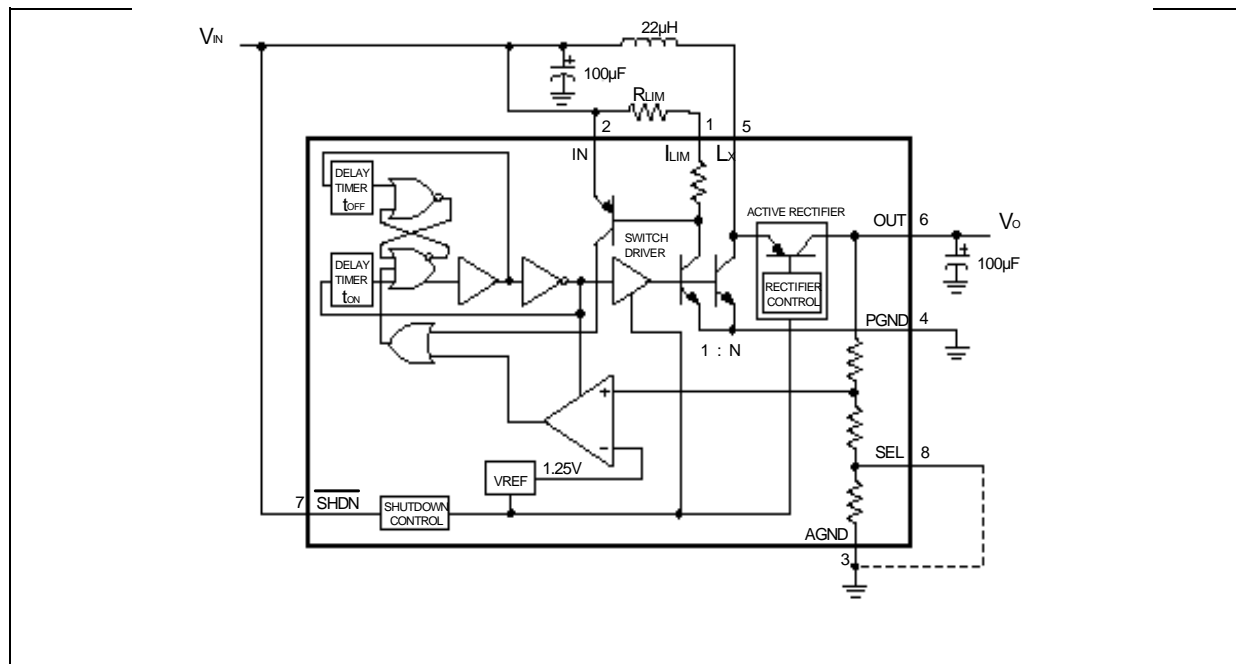 22µH
VIN
+
100µF
RLIM
2
1
5
IN
ILIM
LX
DELAY
TIMER
tOFF
ACTIVE RECTIFIER
OUT
6
VO
SWITCH
DRIVER
+
100µF
DELAY
TIMER
tON
RECTIFIER
CONTROL
PGND
4
1 : N
+
−
SEL
8
1.25V
VREF
7
SHDN
SHUTDOWN
CONTROL
AGND
3